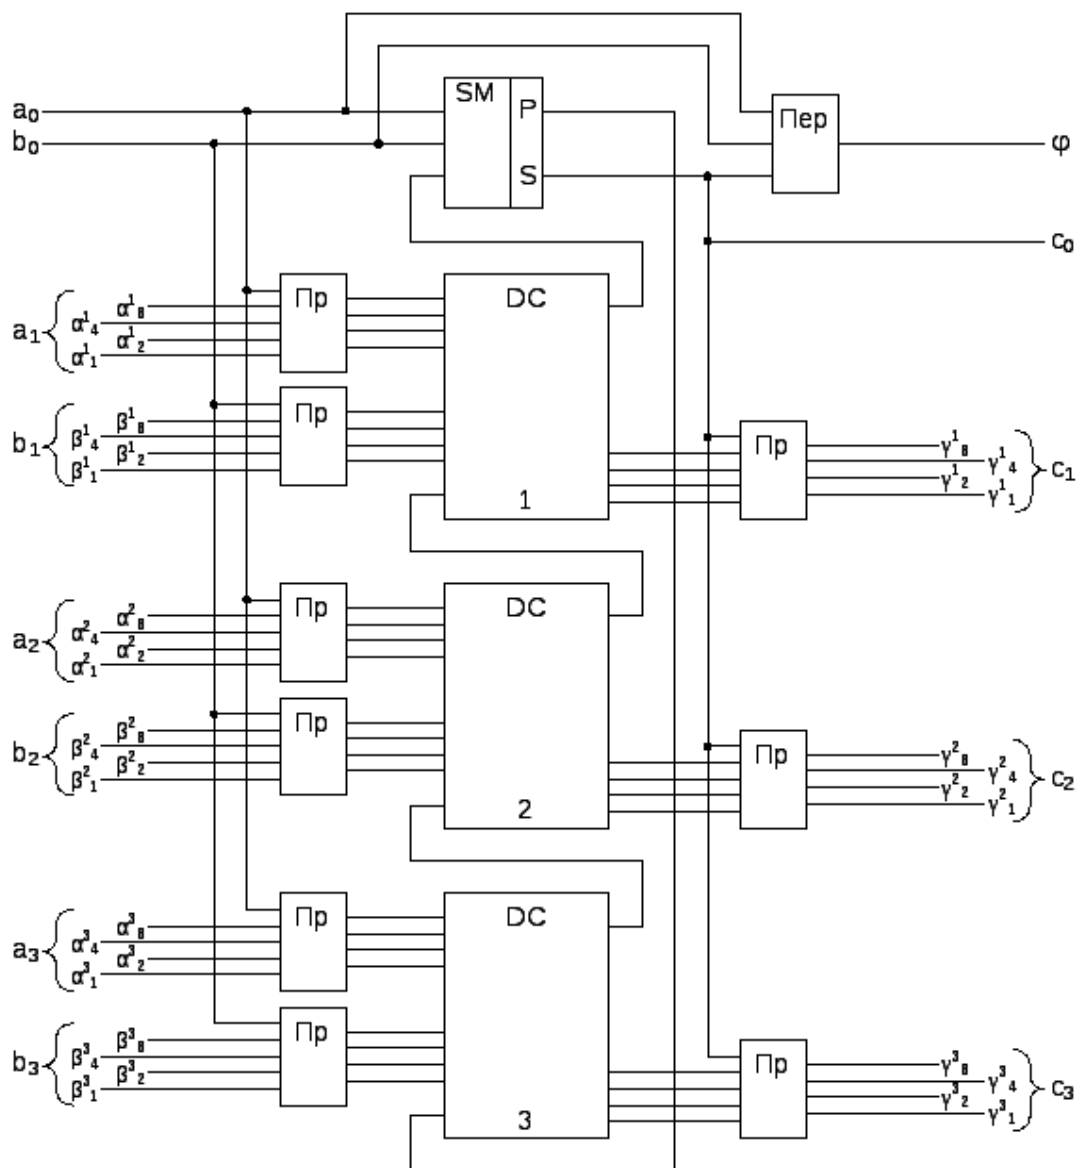 SM P
a₀ Пер
b₀ φ
S
c₀
Пр DC
α¹₈
a₁ α¹₄
α¹₂
α¹₁
Пр
β¹₈
b₁ β¹₄ Пр γ¹₈
β¹₂ γ¹₄ c₁
β¹₁ γ¹₂
1 γ¹₁
Пр DC
α²₈
a₂ α²₄
α²₂
α²₁
Пр
β²₈
b₂ β²₄ Пр γ²₈
β²₂ γ²₄ c₂
β²₁ γ²₂
2 γ²₁
Пр DC
α³₈
a₃ α³₄
α³₂
α³₁
Пр
β³₈
b₃ β³₄ Пр γ³₈
β³₂ γ³₄ c₃
β³₁ γ³₂
3 γ³₁